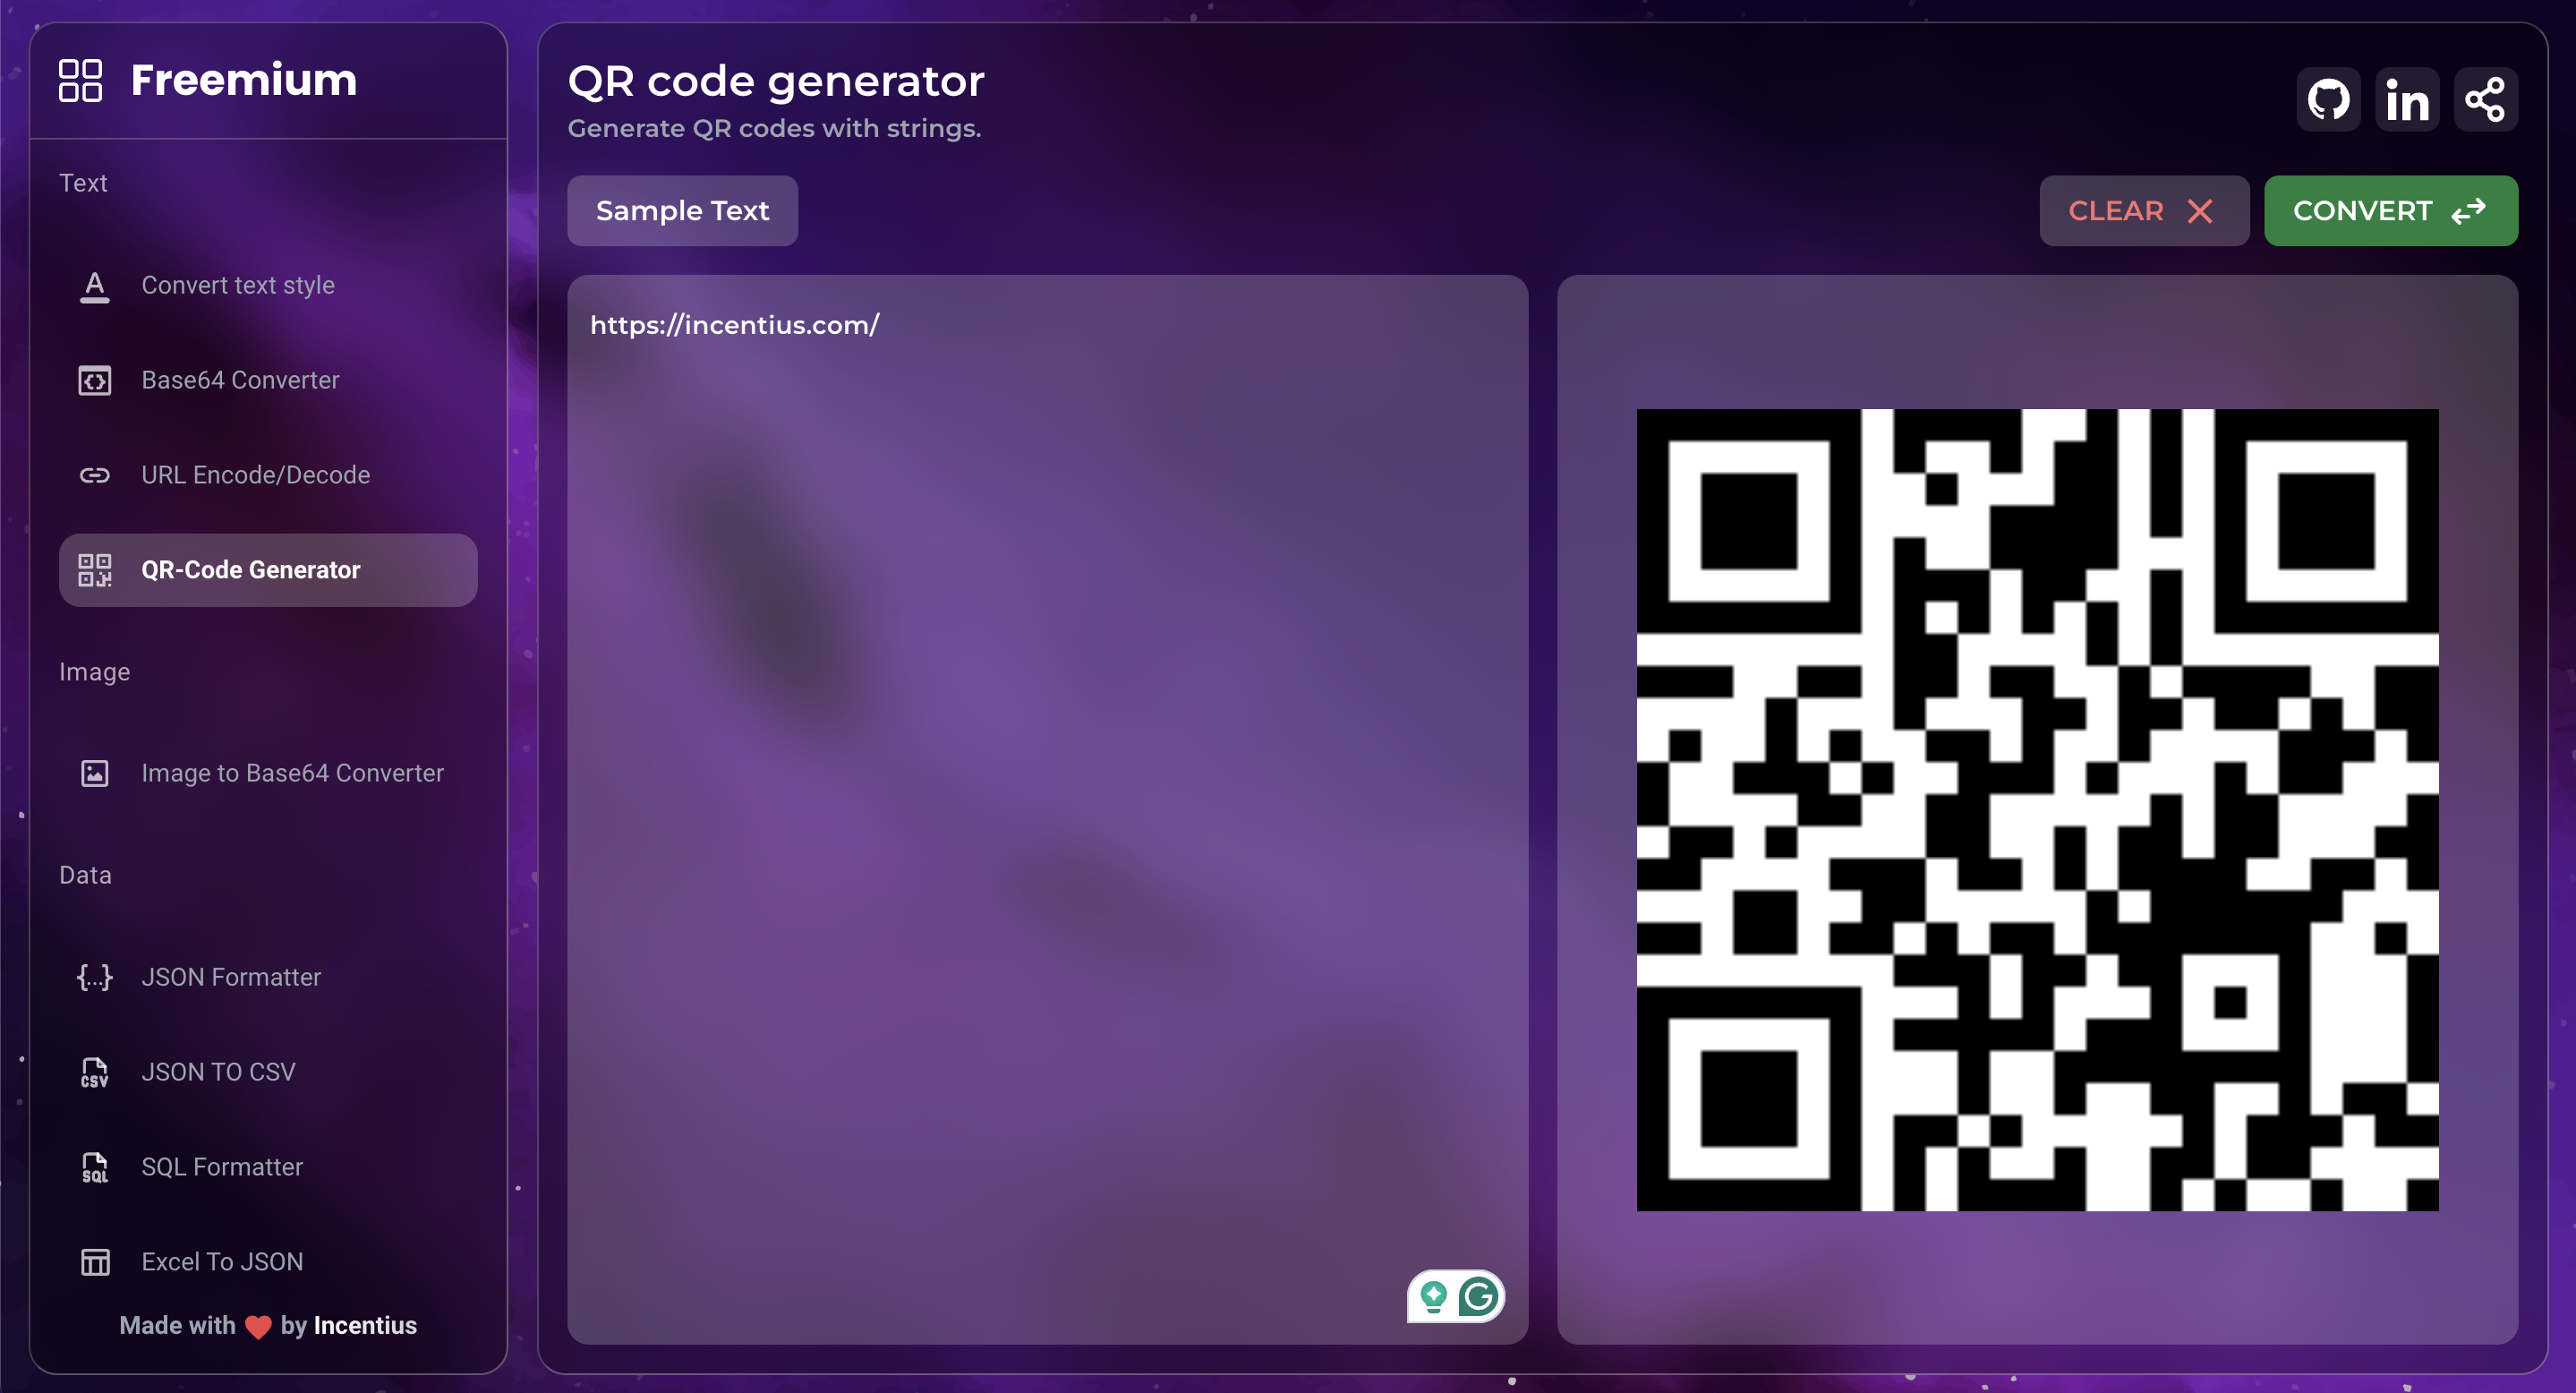 Freemium
Text
Convert text style
Base64 Converter
URL Encode/Decode
QR-Code Generator
Image
Image to Base64 Converter
Data
JSON Formatter
JSON TO CSV
SQL Formatter
Excel To JSON
Made with ❤ by Incentius
QR code generator
Generate QR codes with strings.
Sample Text
CLEAR
CONVERT
https://incentius.com/